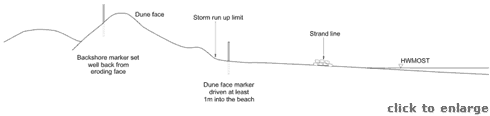 Dune face
Storm run up limit
Strand line
HWMOST
Backshore marker set
well back from
eroding face
Dune face marker
driven at least
1m into the beach
click to enlarge